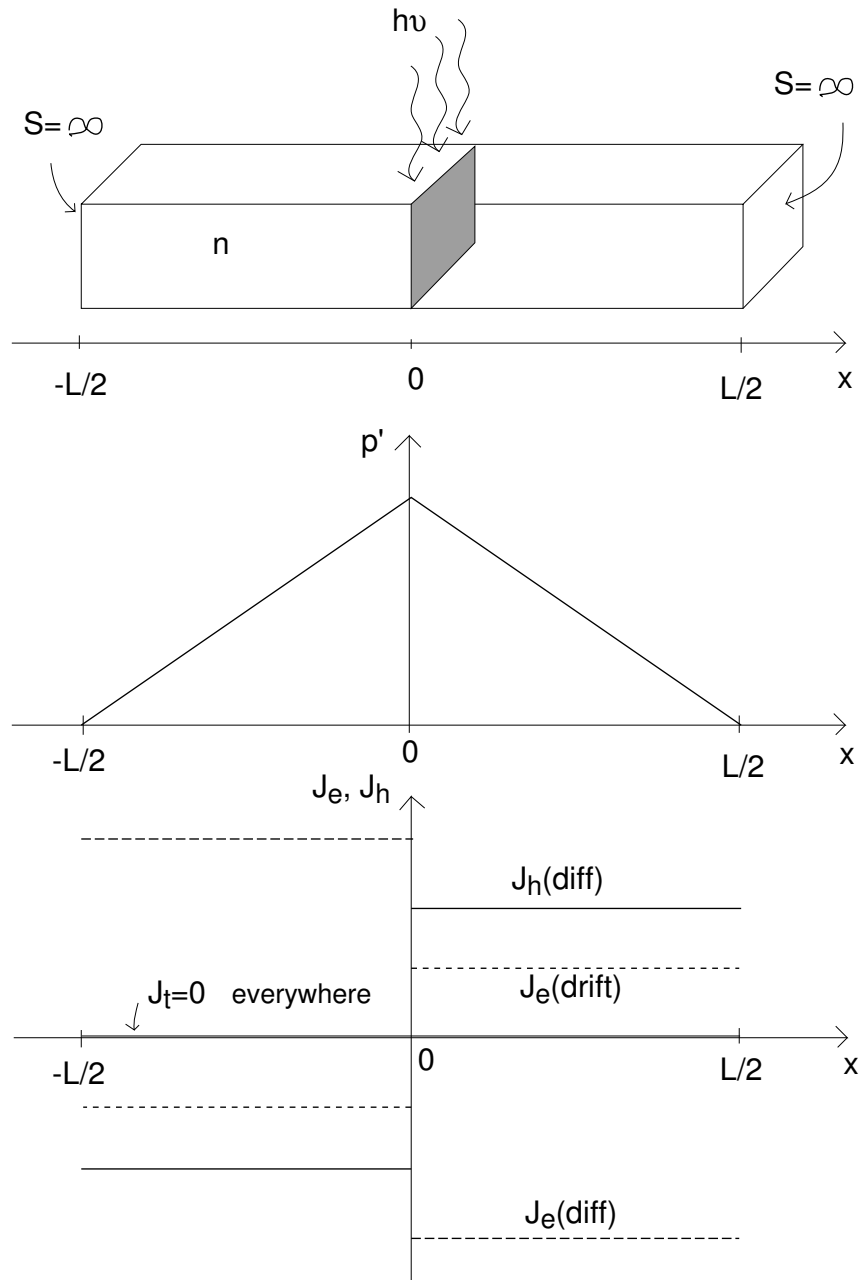 hυ
S= ∞
S= ∞
n
-L/2 0 L/2 x
p'
-L/2 0 L/2 x
Je, Jh
Jh(diff)
Jt=0 everywhere
Je(drift)
-L/2 0 L/2 x
Je(diff)